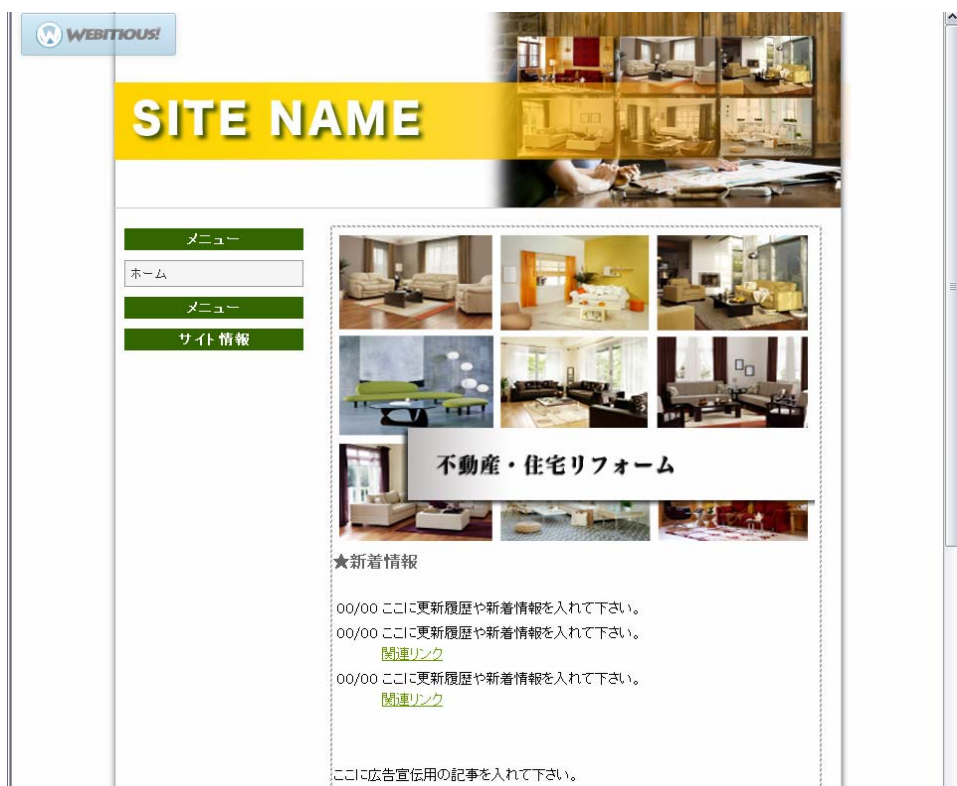 WEBITIOUS!
SITE NAME
メニュー
ホーム
メニュー
サイト情報
不動産・住宅リフォーム
★新着情報
00/00 ここに更新履歴や新着情報を入れて下さい。
00/00 ここに更新履歴や新着情報を入れて下さい。
関連リンク
00/00 ここに更新履歴や新着情報を入れて下さい。
関連リンク
ここに広告宣伝用の記事を入れて下さい。